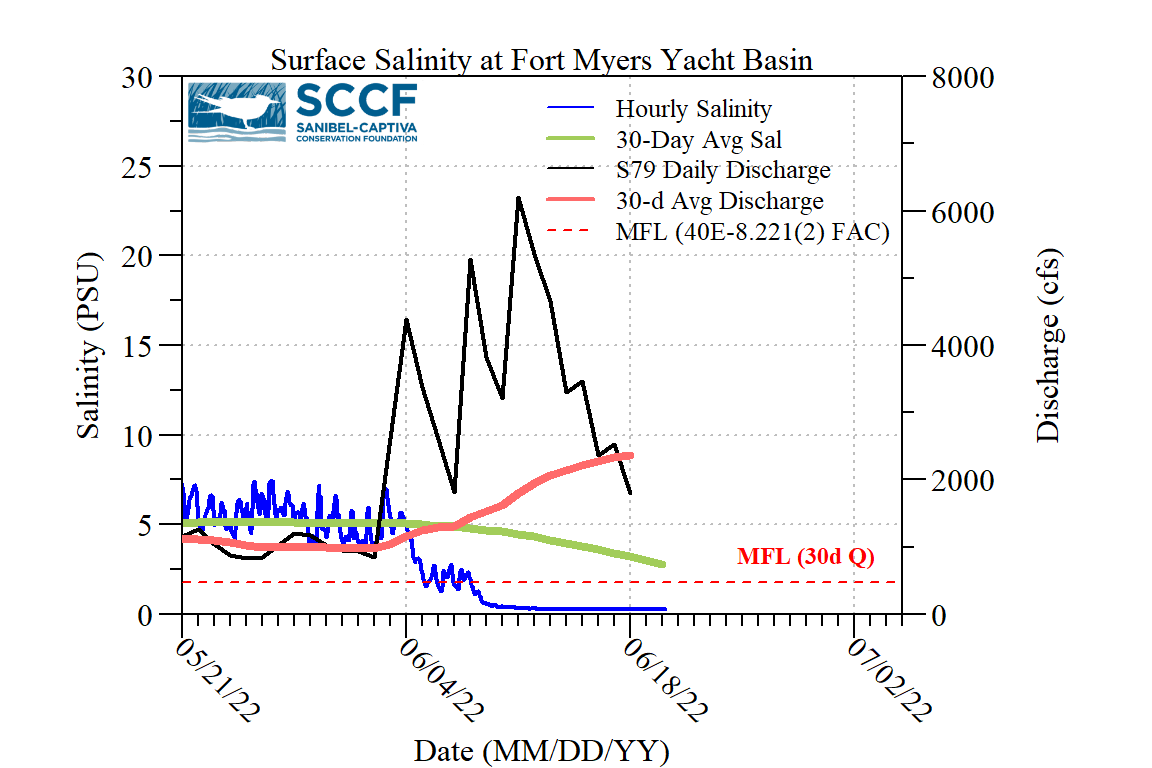 Surface Salinity at Fort Myers Yacht Basin
SCCF
SANIBEL-CAPTIVA
CONSERVATION FOUNDATION
Hourly Salinity
30-Day Avg Sal
S79 Daily Discharge
30-d Avg Discharge
MFL (40E-8.221(2) FAC)
MFL (30d Q)
Salinity (PSU)
30
25
20
15
10
5
0
Discharge (cfs)
8000
6000
4000
2000
0
05/21/22
06/04/22
06/18/22
07/02/22
Date (MM/DD/YY)